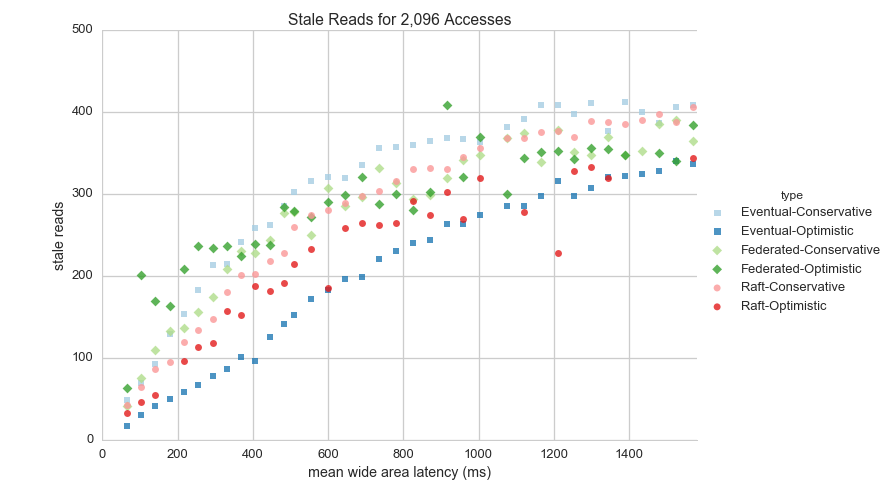 Stale Reads for 2,096 Accesses
500
400
300
200
100
0
stale reads
0 200 400 600 800 1000 1200 1400
mean wide area latency (ms)
type
Eventual-Conservative
Eventual-Optimistic
Federated-Conservative
Federated-Optimistic
Raft-Conservative
Raft-Optimistic